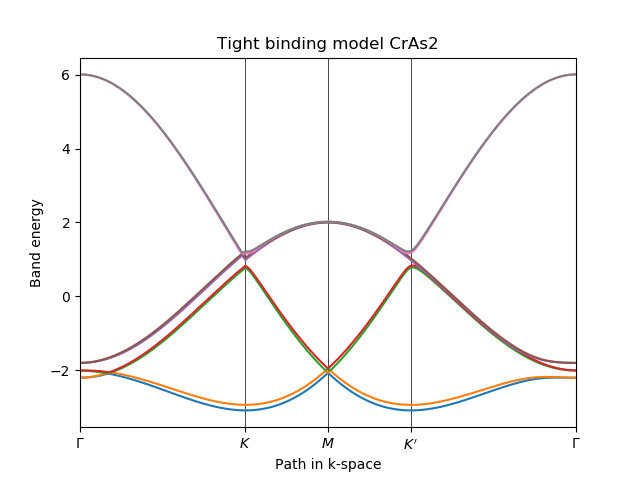 Tight binding model CrAs2
6
4
2
0
−2
Band energy
Γ
K
M
K′
Γ
Path in k-space